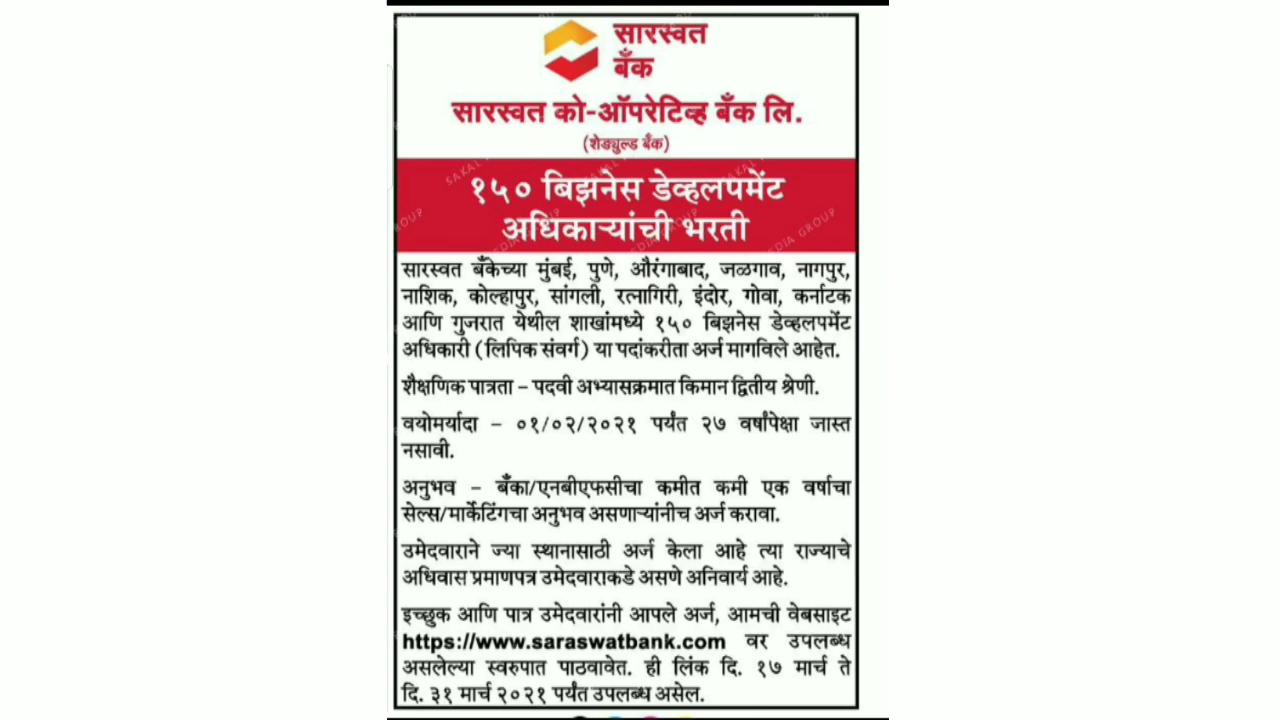 सारस्वत
बँक
सारस्वत को-ऑपरेटिव्ह बँक लि.
(शेड्युल्ड बँक)
१५० बिझनेस डेव्हलपमेंट
अधिकाऱ्यांची भरती
सारस्वत बँकेच्या मुंबई, पुणे, औरंगाबाद, जळगाव, नागपुर,
नाशिक, कोल्हापुर, सांगली, रत्नागिरी, इंदोर, गोवा, कर्नाटक
आणि गुजरात येथील शाखांमध्ये १५० बिझनेस डेव्हलपमेंट
अधिकारी (लिपिक संवर्ग) या पदांकरीता अर्ज मागविले आहेत.
शैक्षणिक पात्रता – पदवी अभ्यासक्रमात किमान द्वितीय श्रेणी.
वयोमर्यादा – ०१/०२/२०२१ पर्यंत २७ वर्षांपेक्षा जास्त
नसावी.
अनुभव – बँका/एनबीएफसीचा कमीत कमी एक वर्षाचा
सेल्स/मार्केटिंगचा अनुभव असणाऱ्यांनीच अर्ज करावा.
उमेदवाराने ज्या स्थानासाठी अर्ज केला आहे त्या राज्याचे
अधिवास प्रमाणपत्र उमेदवाराकडे असणे अनिवार्य आहे.
इच्छुक आणि पात्र उमेदवारांनी आपले अर्ज, आमची वेबसाइट
https://www.saraswatbank.com वर उपलब्ध
असलेल्या स्वरुपात पाठवावेत. ही लिंक दि. १७ मार्च ते
दि. ३१ मार्च २०२१ पर्यंत उपलब्ध असेल.